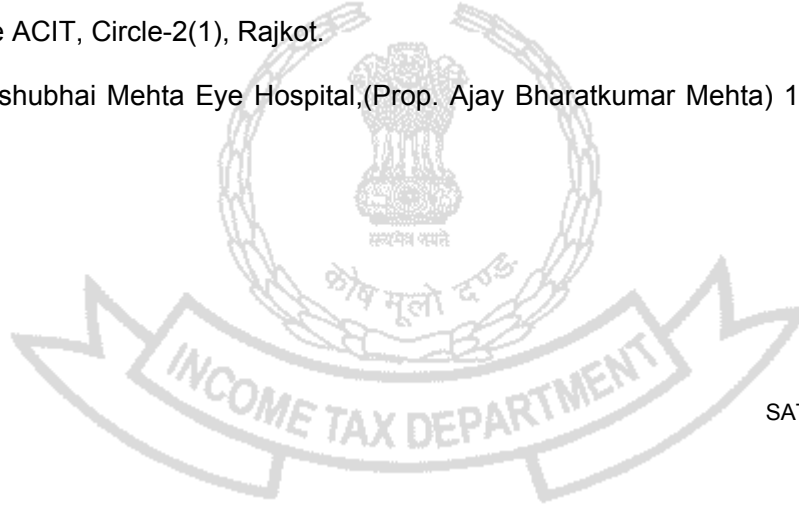 e ACIT, Circle-2(1), Rajkot.
shubhai Mehta Eye Hospital,(Prop. Ajay Bharatkumar Mehta) 1
सत्यमेव जयते
कोष मूलो दण्डः
INCOME TAX DEPARTMENT
SAT